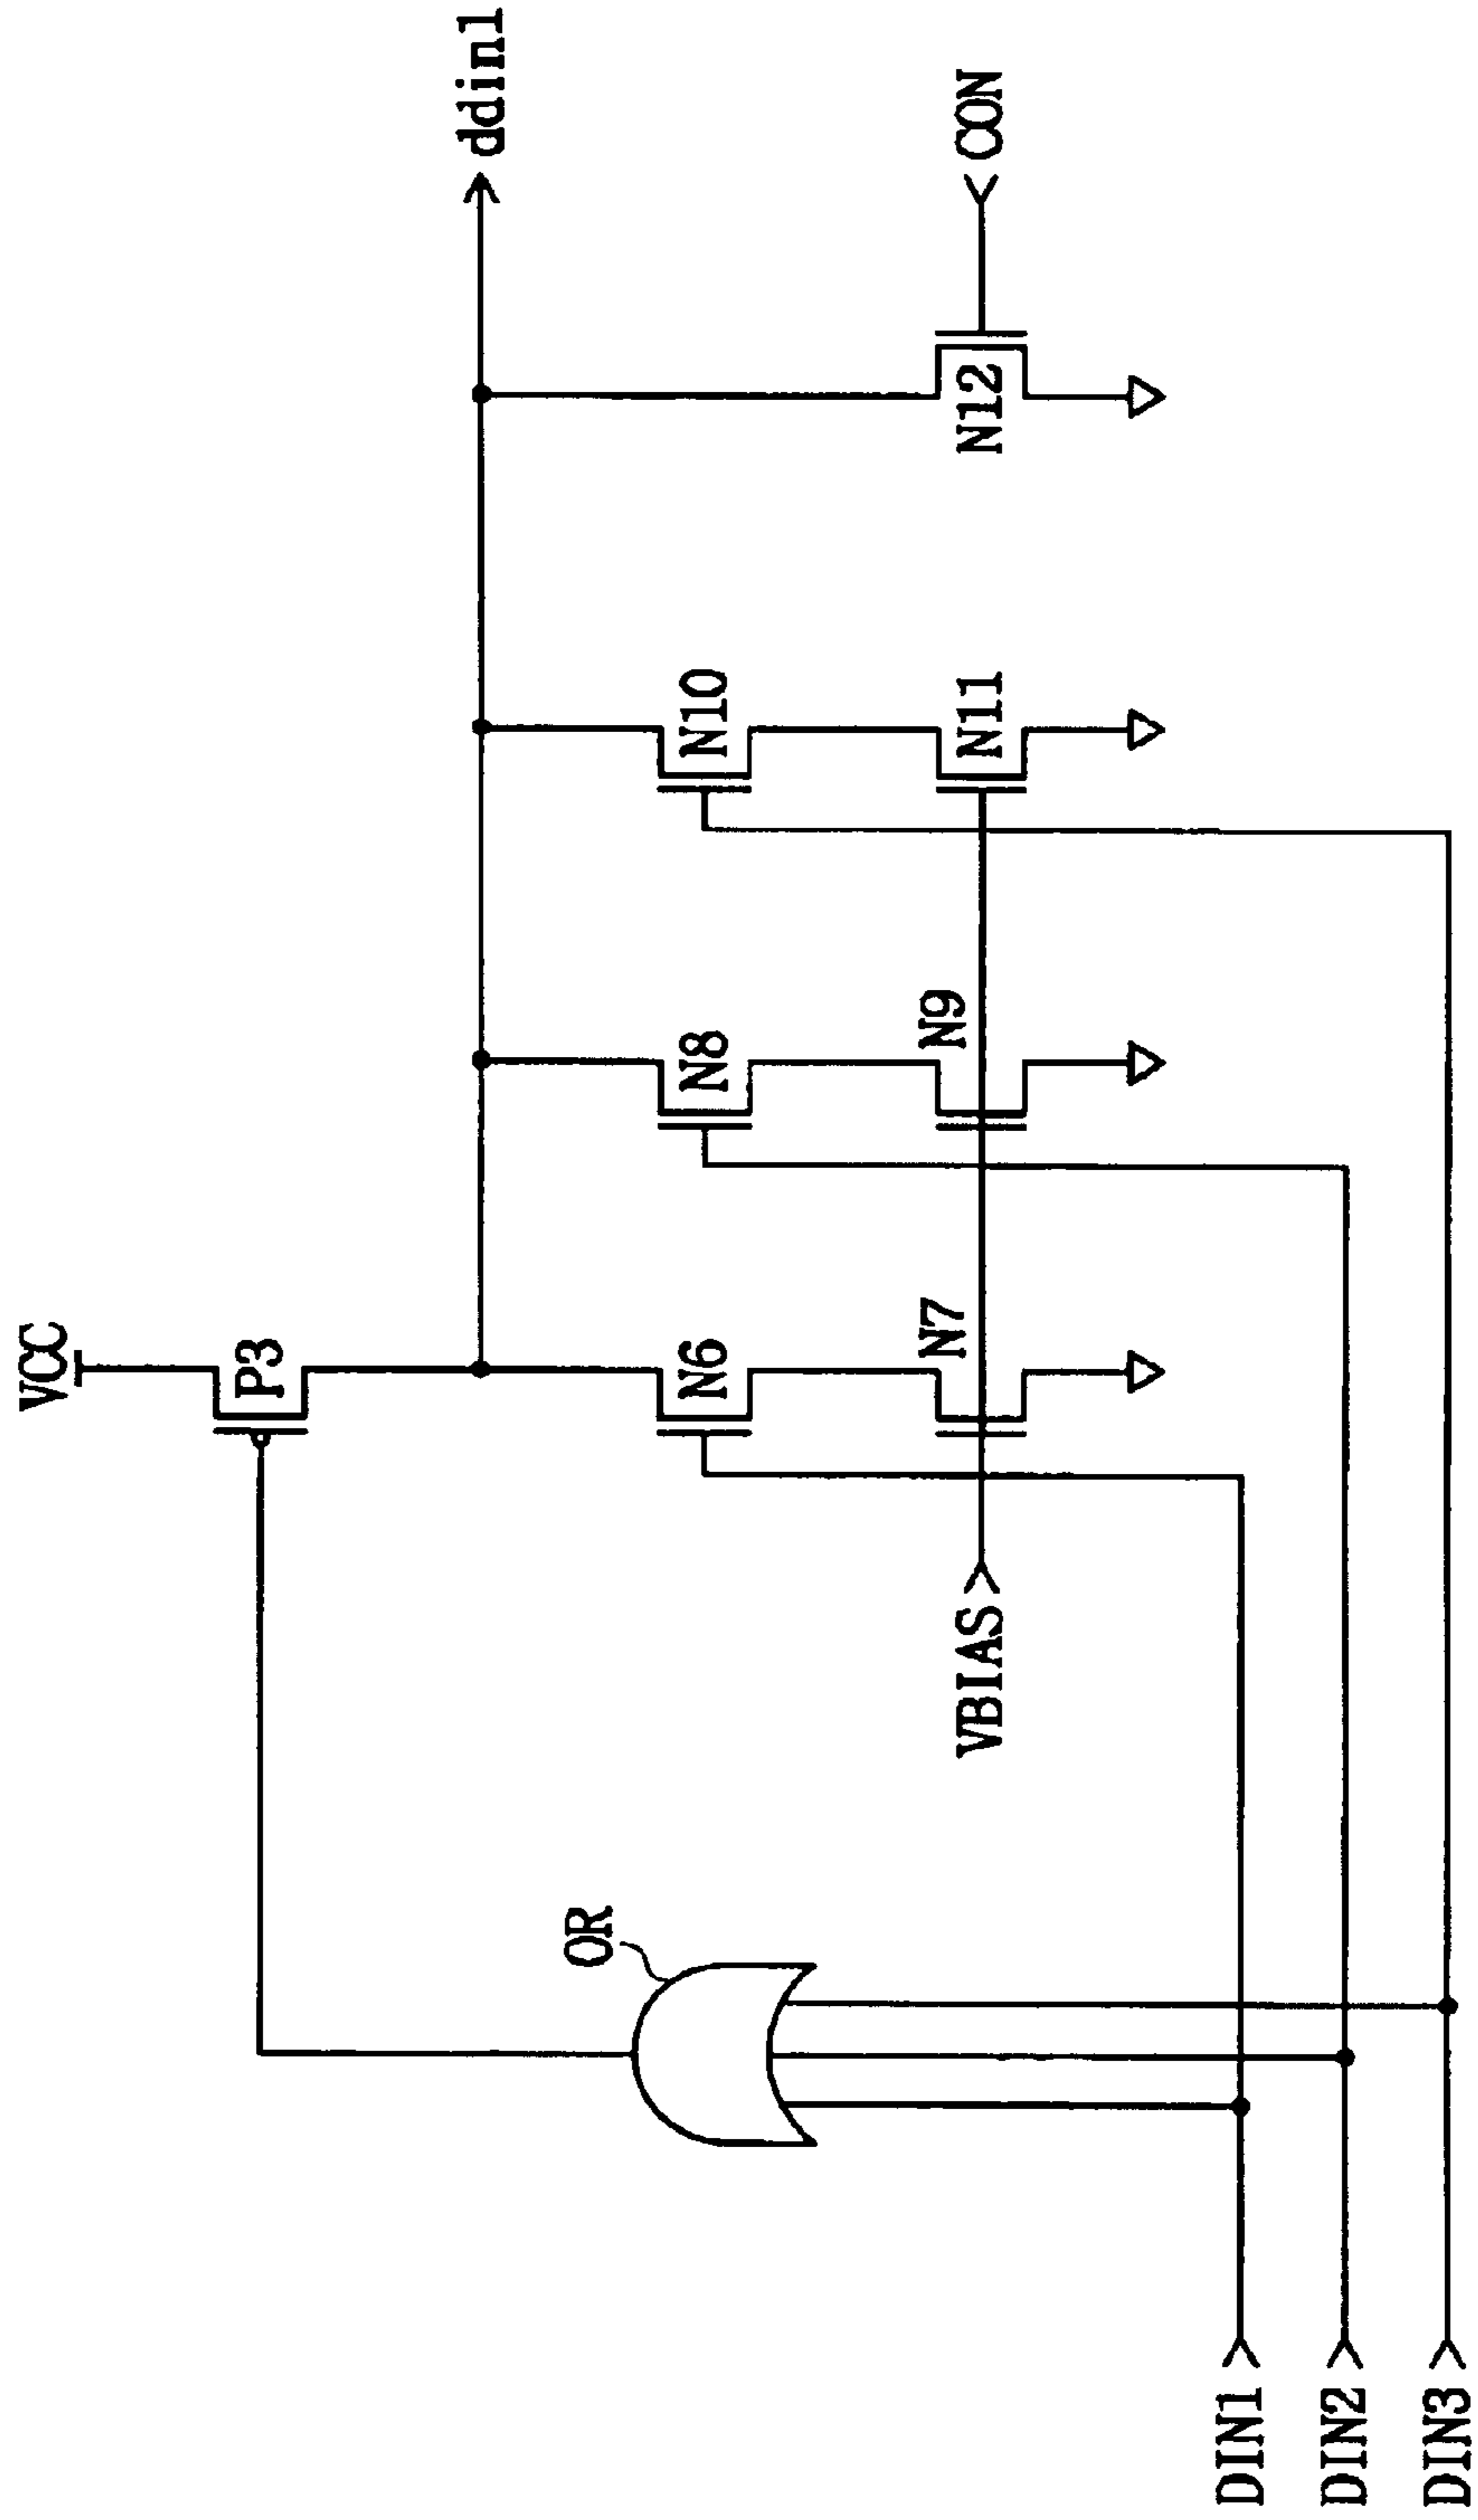 VCC
P3
ddin1
OR
N6
N8
N10
N7
N9
N11
N12
CON
VBIAS
DIN1
DIN2
DIN3